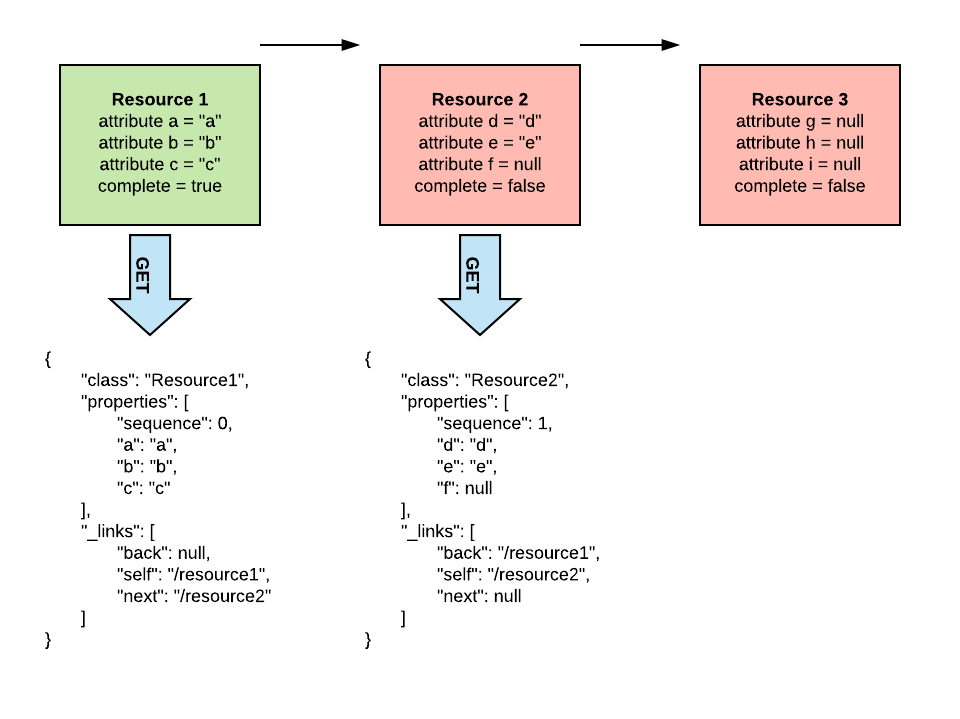 Resource 1
attribute a = "a"
attribute b = "b"
attribute c = "c"
complete = true
Resource 2
attribute d = "d"
attribute e = "e"
attribute f = null
complete = false
Resource 3
attribute g = null
attribute h = null
attribute i = null
complete = false
GET
GET
{
"class": "Resource1",
"properties": [
"sequence": 0,
"a": "a",
"b": "b",
"c": "c"
],
"_links": [
"back": null,
"self": "/resource1",
"next": "/resource2"
]
}
{
"class": "Resource2",
"properties": [
"sequence": 1,
"d": "d",
"e": "e",
"f": null
],
"_links": [
"back": "/resource1",
"self": "/resource2",
"next": null
]
}